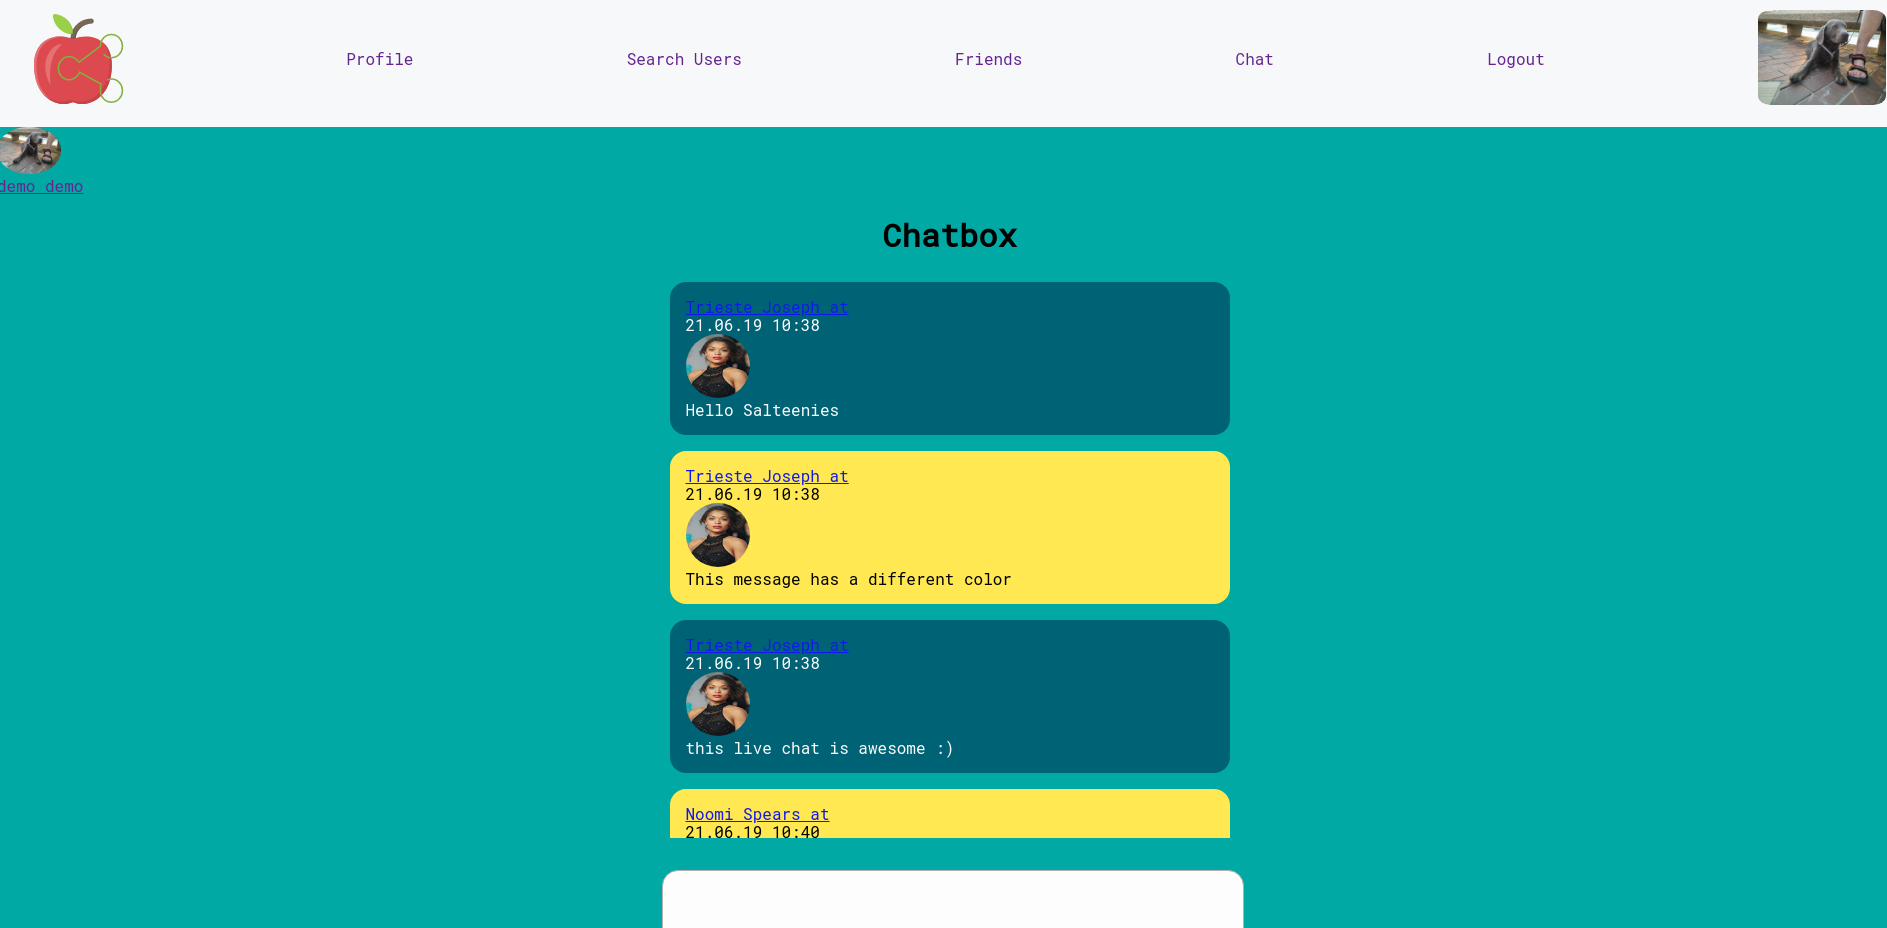 Profile
Search Users
Friends
Chat
Logout
demo demo
Chatbox
Trieste Joseph at
21.06.19 10:38
Hello Salteenies
Trieste Joseph at
21.06.19 10:38
This message has a different color
Trieste Joseph at
21.06.19 10:38
this live chat is awesome :)
Noomi Spears at
21.06.19 10:40